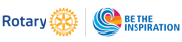 Rotary
BE THE
INSPIRATION